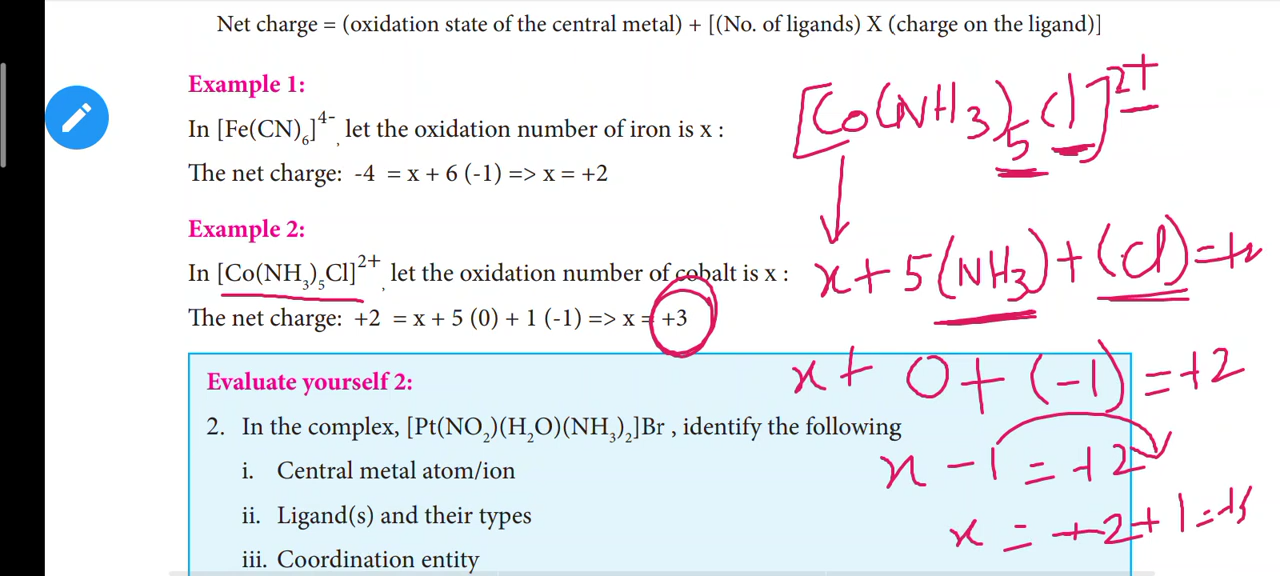 Net charge = (oxidation state of the central metal) + [(No. of ligands) X (charge on the ligand)]
Example 1:
In [Fe(CN)₆]⁴⁻, let the oxidation number of iron is x :
The net charge: -4 = x + 6 (-1) => x = +2
Example 2:
In [Co(NH₃)₅Cl]²⁺, let the oxidation number of cobalt is x :
The net charge: +2 = x + 5 (0) + 1 (-1) => x = +3
Evaluate yourself 2:
2. In the complex, [Pt(NO₂)(H₂O)(NH₃)₂]Br , identify the following
i. Central metal atom/ion
ii. Ligand(s) and their types
iii. Coordination entity
[Co(NH3)5 Cl]2+
x + 5(NH3) + (Cl) = +2
x + 0 + (-1) = +2
x - 1 = +2
x = +2 + 1 =